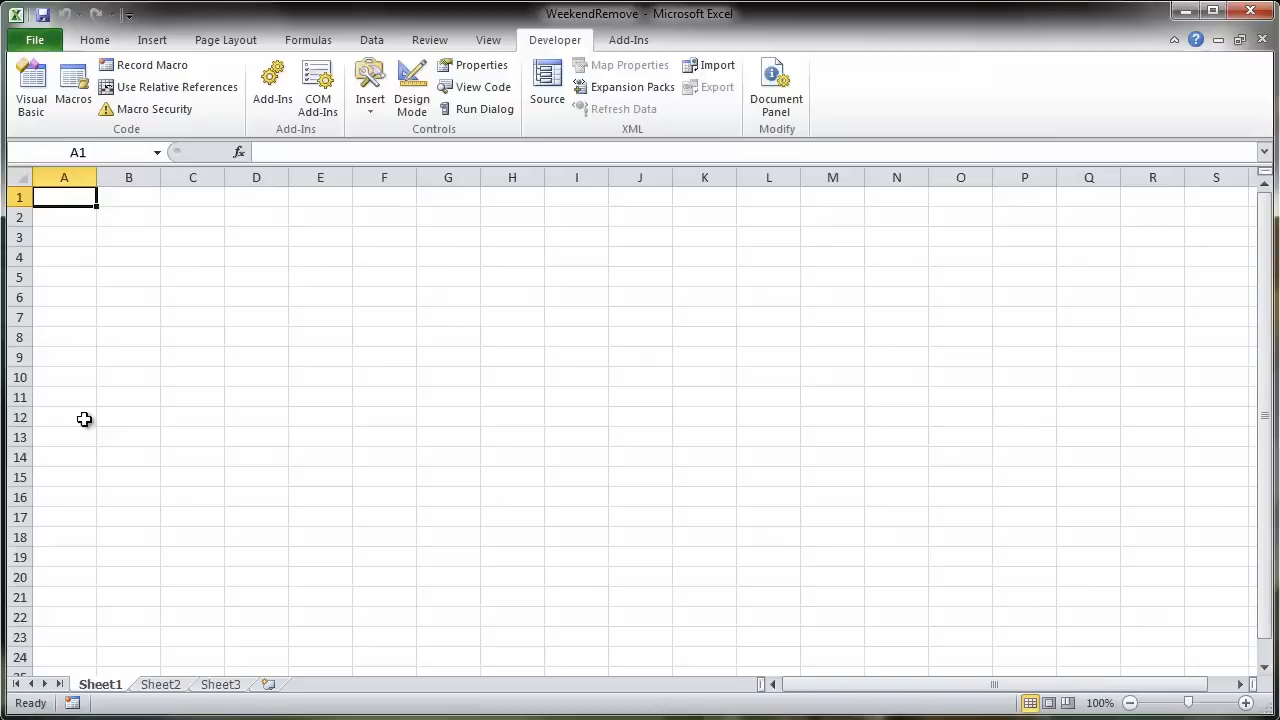 WeekendRemove - Microsoft Excel
File Home Insert Page Layout Formulas Data Review View Developer Add-Ins
Visual Basic
Macros
Record Macro
Use Relative References
Macro Security
Code
Add-Ins
COM Add-Ins
Add-Ins
Insert
Design Mode
Properties
View Code
Run Dialog
Controls
Source
Map Properties
Expansion Packs
Refresh Data
Import
Export
XML
Document Panel
Modify
A1 fx
A B C D E F G H I J K L M N O P Q R S
1
2
3
4
5
6
7
8
9
10
11
12
13
14
15
16
17
18
19
20
21
22
23
24
Sheet1 Sheet2 Sheet3
Ready 100%